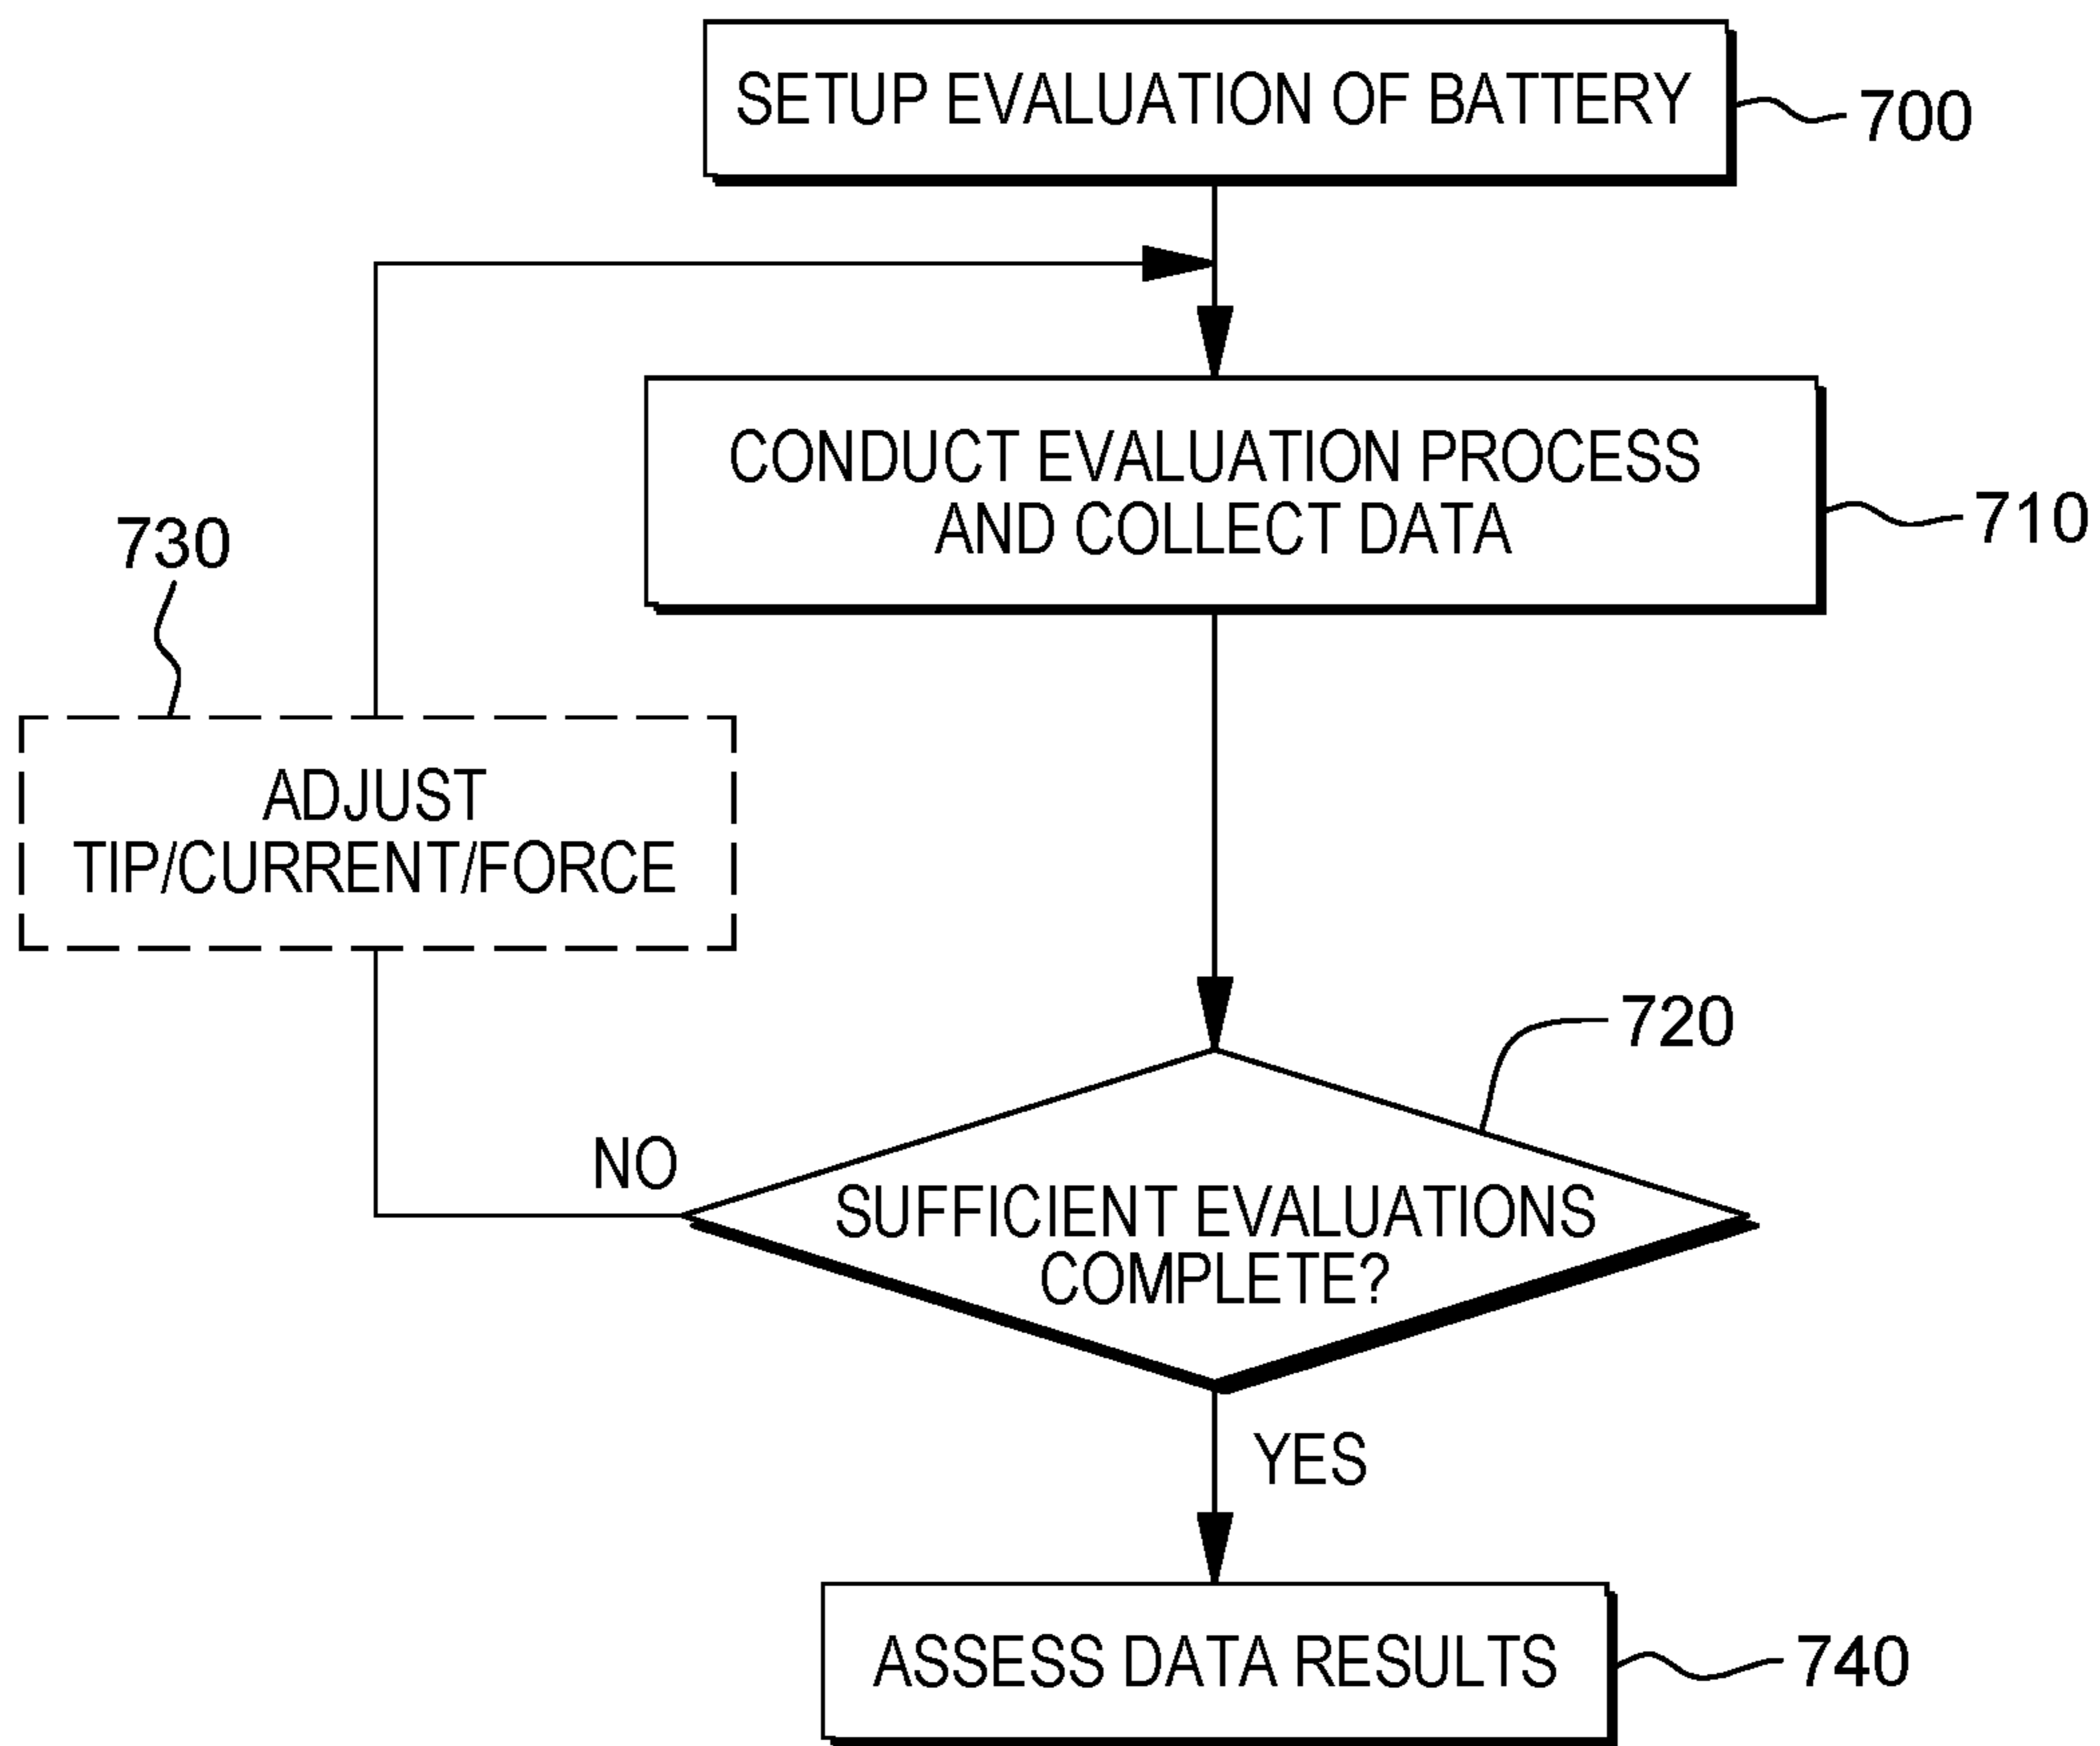 SETUP EVALUATION OF BATTERY
700
CONDUCT EVALUATION PROCESS
AND COLLECT DATA
710
730
ADJUST
TIP/CURRENT/FORCE
720
NO
SUFFICIENT EVALUATIONS
COMPLETE?
YES
ASSESS DATA RESULTS
740